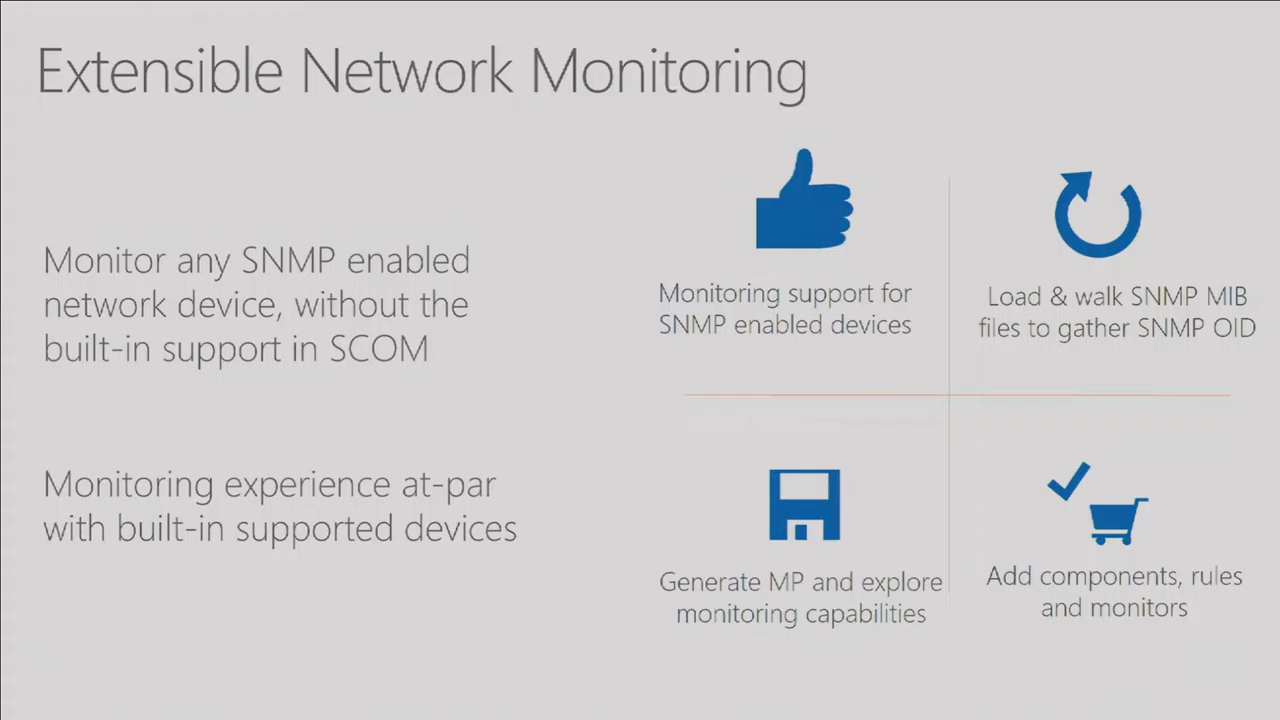 Extensible Network Monitoring
Monitor any SNMP enabled
network device, without the
built-in support in SCOM
Monitoring experience at-par
with built-in supported devices
Monitoring support for
SNMP enabled devices
Load & walk SNMP MIB
files to gather SNMP OID
Generate MP and explore
monitoring capabilities
Add components, rules
and monitors